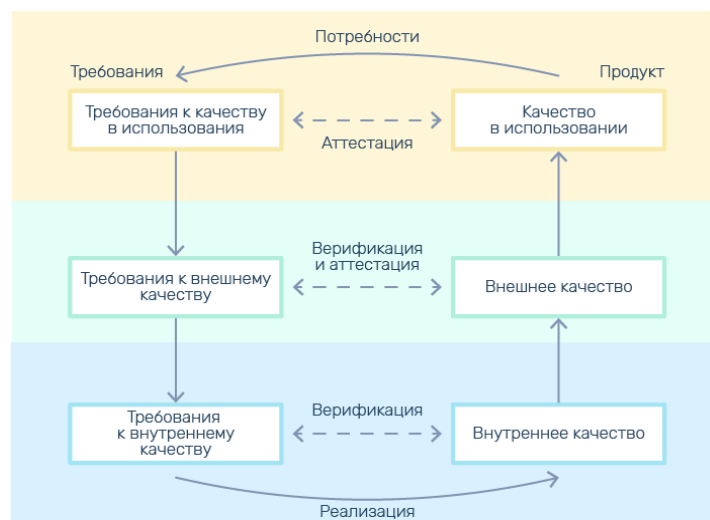 Потребности
Требования
Продукт
Требования к качеству
в использования
Аттестация
Качество
в использовании
Требования к внешнему
качеству
Верификация
и аттестация
Внешнее качество
Требования
к внутреннему
качеству
Верификация
Внутреннее качество
Реализация